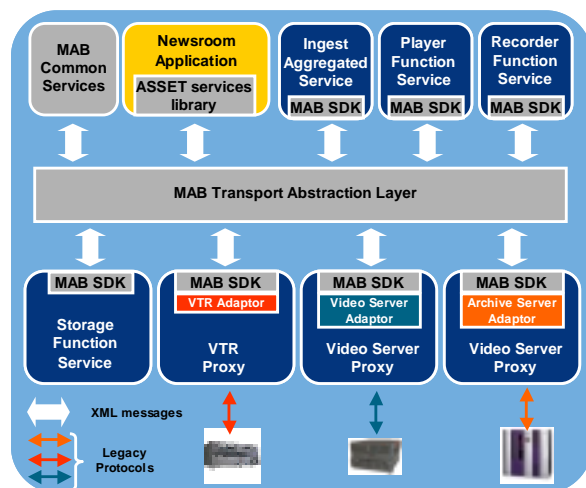 MAB
Common
Services
Newsroom
Application
ASSET services
library
Ingest
Aggregated
Service
MAB SDK
Player
Function
Service
MAB SDK
Recorder
Function
Service
MAB SDK
MAB Transport Abstraction Layer
MAB SDK
Storage
Function
Service
MAB SDK
VTR Adaptor
VTR
Proxy
MAB SDK
Video Server
Adaptor
Video Server
Proxy
MAB SDK
Archive Server
Adaptor
Video Server
Proxy
XML messages
Legacy
Protocols